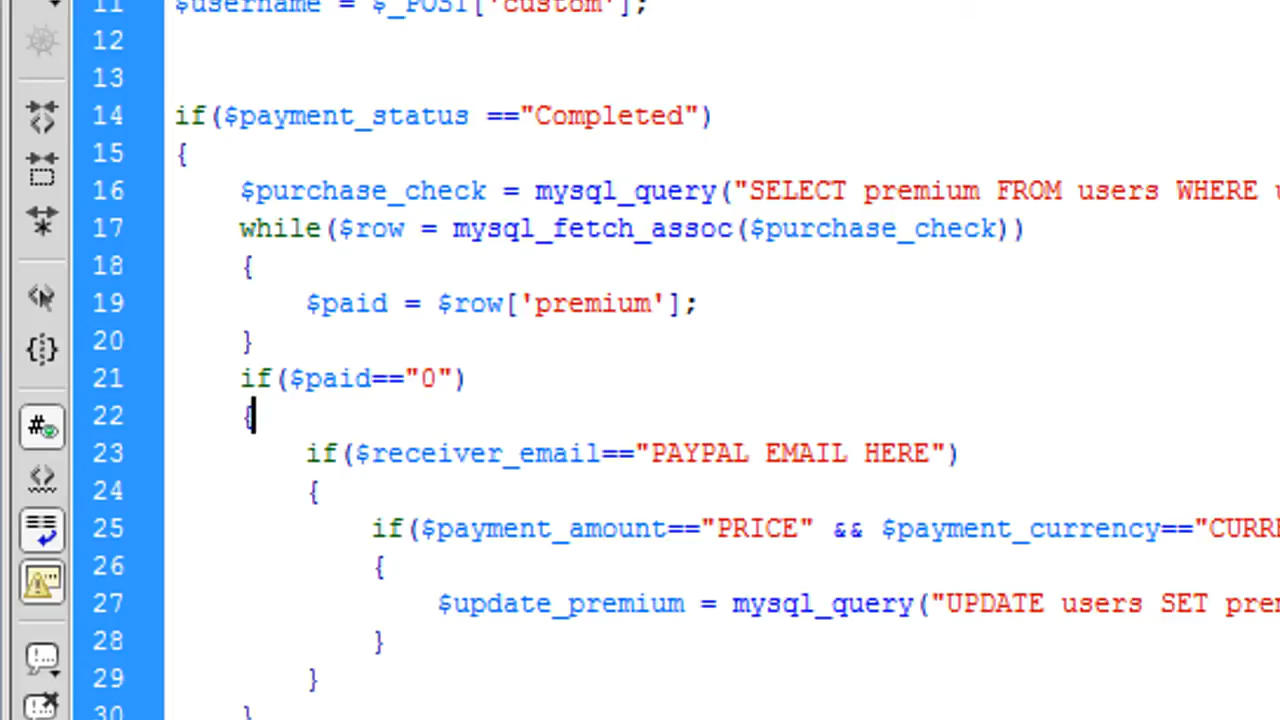 11 $username = $_POST['custom'];
12
13
14 if($payment_status =="Completed")
15 {
16 $purchase_check = mysql_query("SELECT premium FROM users WHERE
17 while($row = mysql_fetch_assoc($purchase_check))
18 {
19 $paid = $row['premium'];
20 }
21 if($paid=="0")
22 {
23 if($receiver_email=="PAYPAL EMAIL HERE")
24 {
25 if($payment_amount=="PRICE" && $payment_currency=="CURR
26 {
27 $update_premium = mysql_query("UPDATE users SET prem
28 }
29 }
30 }